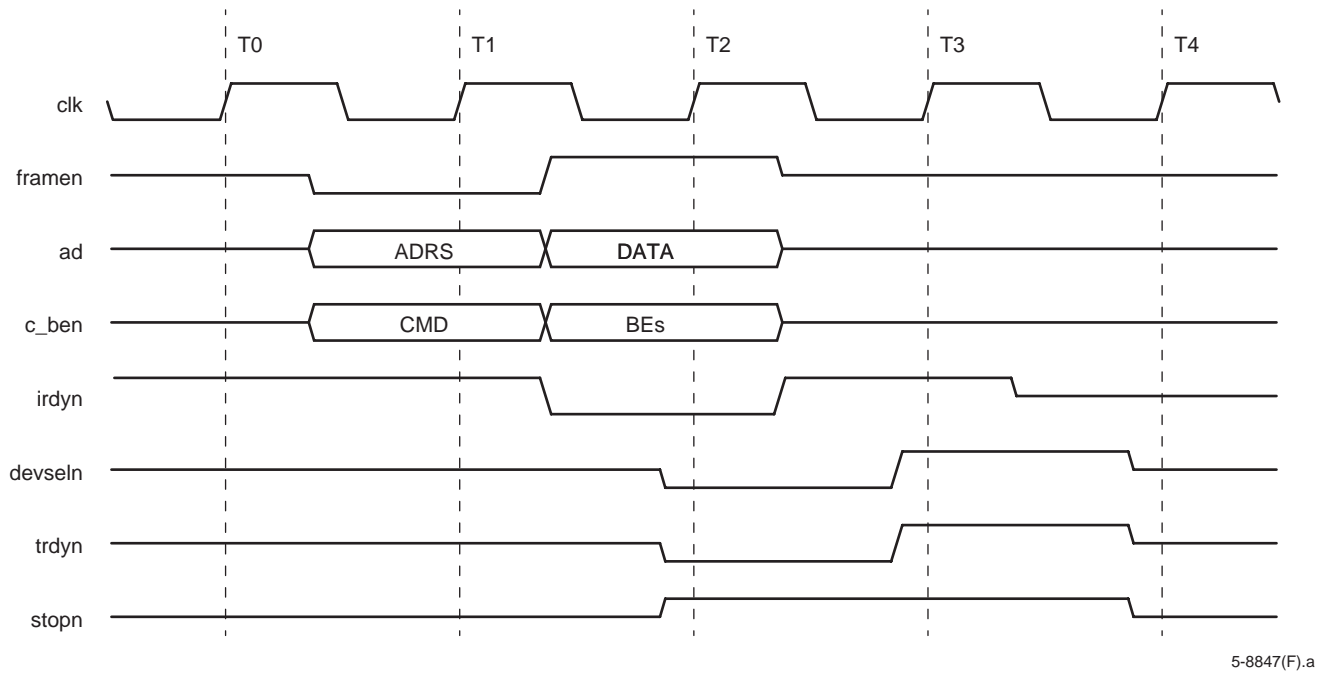 T0 T1 T2 T3 T4
clk
framen
ad ADRS DATA
c_ben CMD BEs
irdyn
devseln
trdyn
stopn
5-8847(F).a